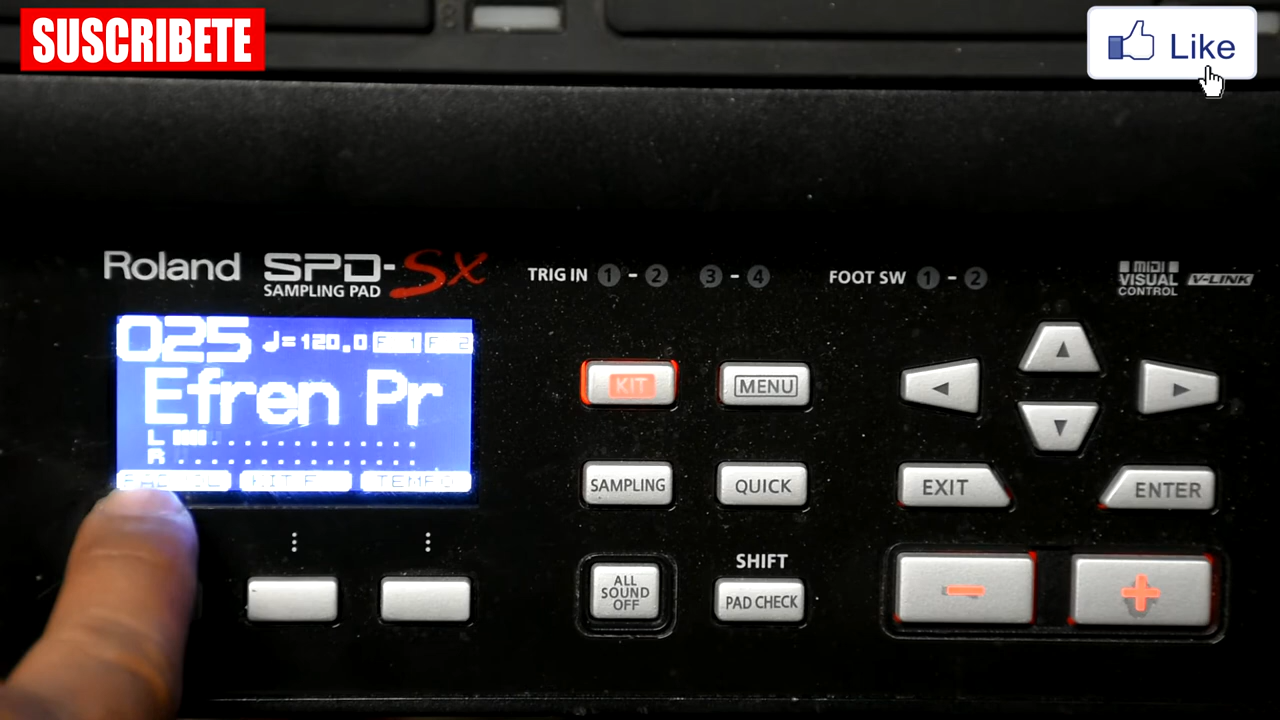 SUSCRIBETE
Like
Roland SPD-SX
SAMPLING PAD
TRIG IN 1 - 2 3 - 4
FOOT SW 1 - 2
MIDI
VISUAL
CONTROL
V-LINK
025 ♩=120.0
Efren Pr
L
R
TEMPO
KIT
MENU
SAMPLING
QUICK
EXIT
ENTER
ALL
SOUND
OFF
SHIFT
PAD CHECK
-
+